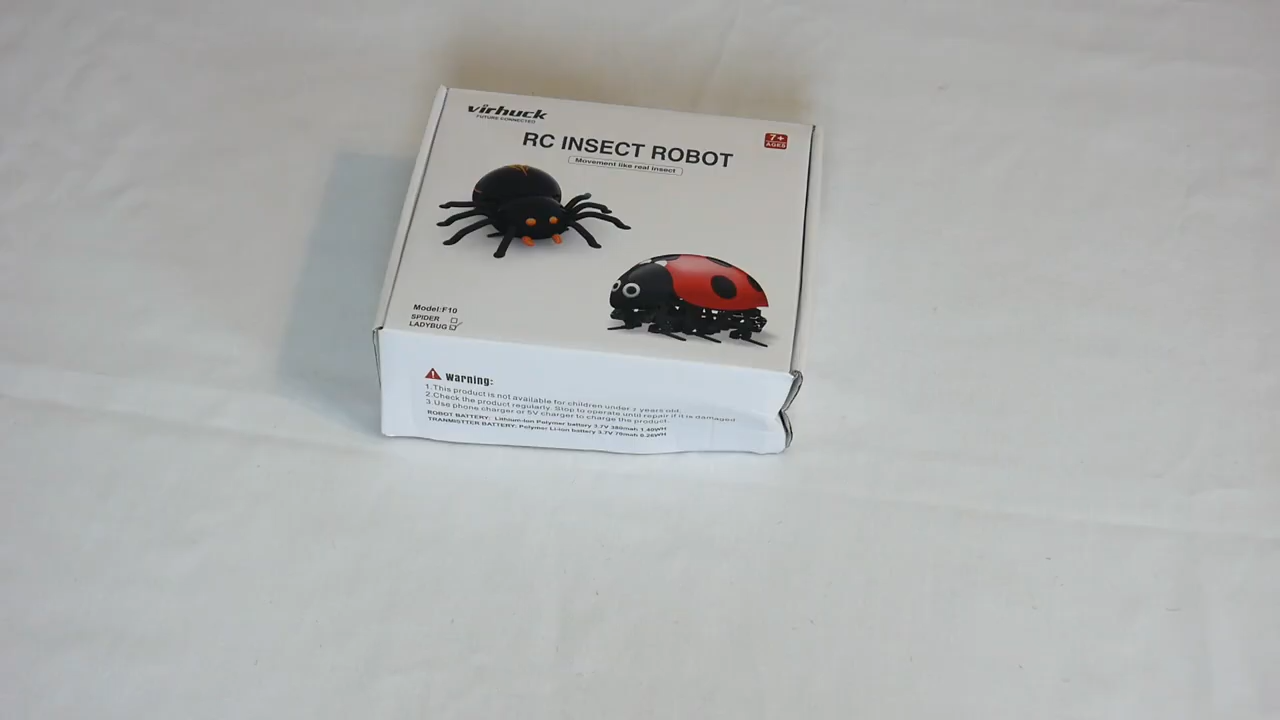 virhuck
FUTURE CONNECTED
RC INSECT ROBOT
Movement like real insect
7+
AGES
Model:F10
SPIDER
LADYBUG
Warning:
1.This product is not available for children under 7 years old.
2.Check the product regularly. Stop to operate until repair if it is damaged
3.Use phone charger or 5V charger to charge the product.
ROBOT BATTERY: Lithium-Ion Polymer battery 3.7V 380mah 1.40WH
TRANMISTTER BATTERY: Polymer Li-ion battery 3.7V 70mah 0.26WH